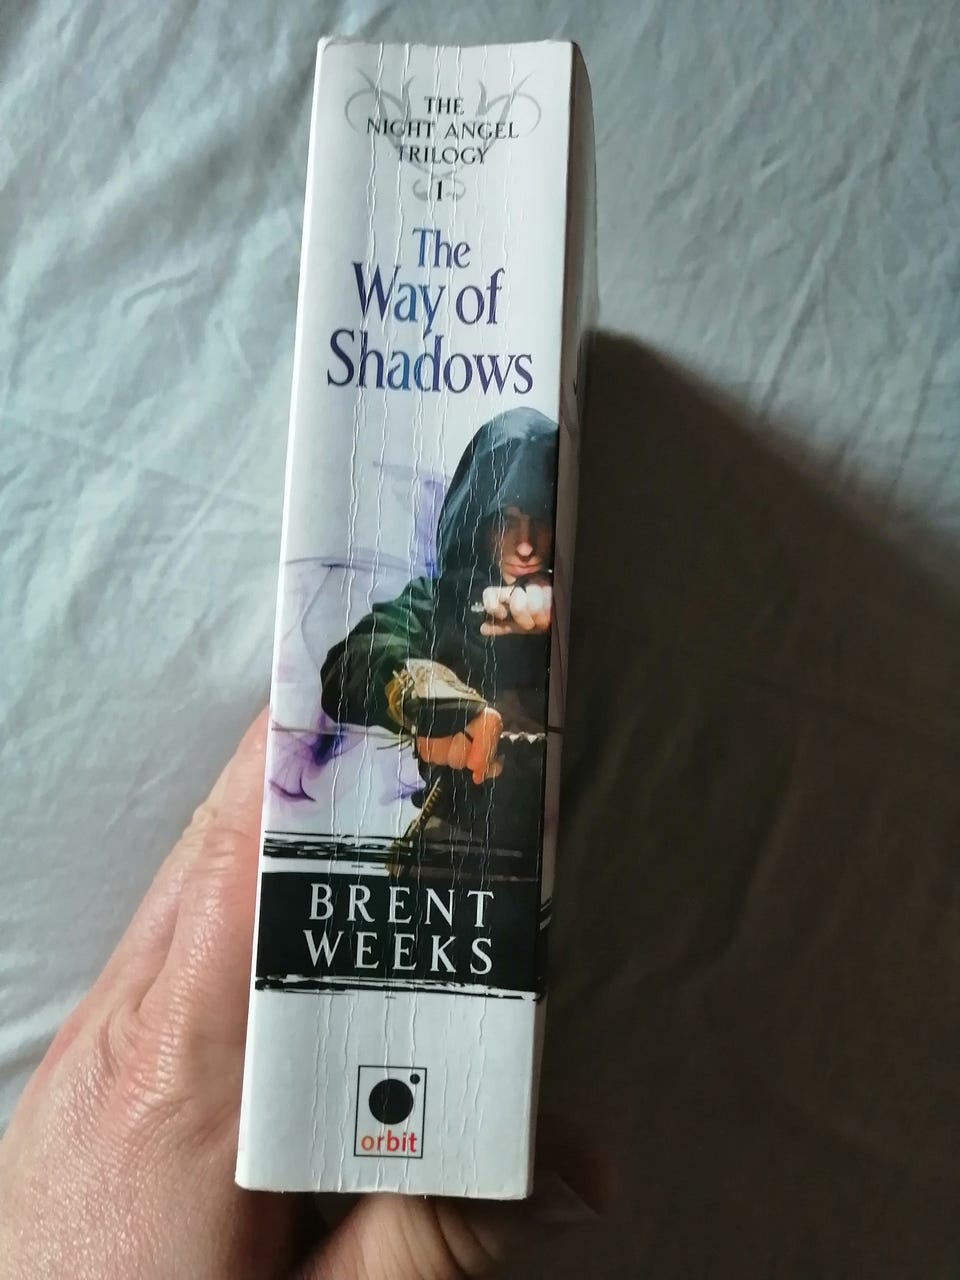 THE
NIGHT ANGEL
TRILOGY
1
The
Way of
Shadows
BRENT
WEEKS
orbit